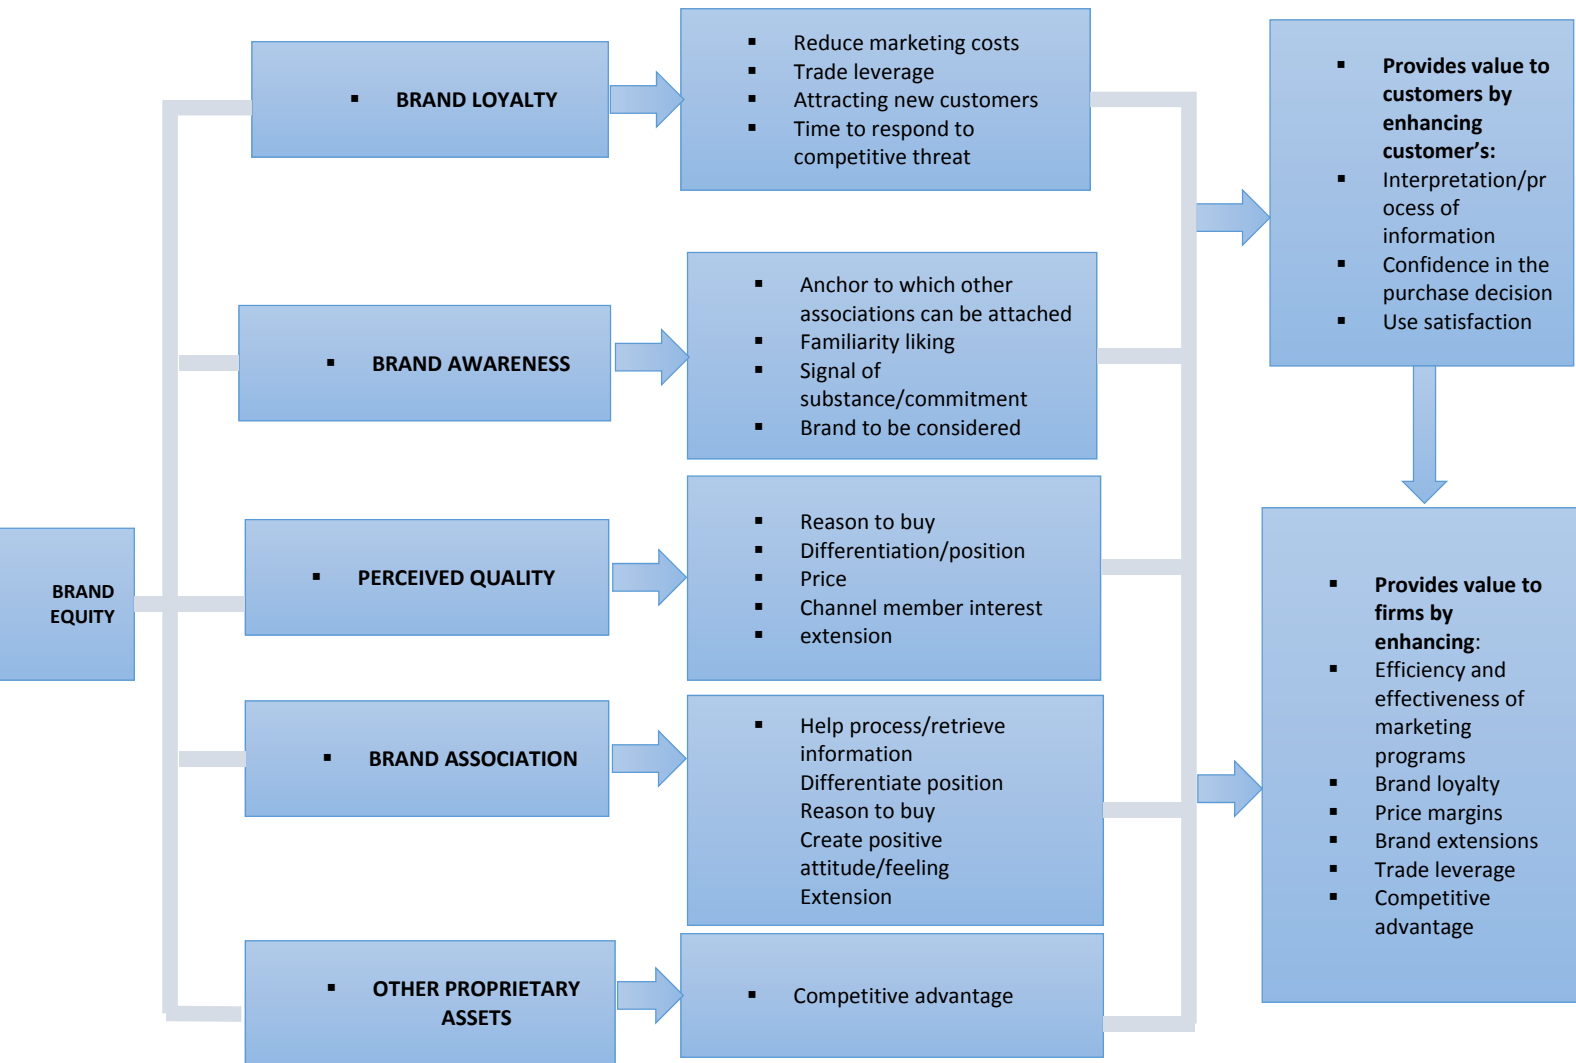 BRAND
EQUITY
▪ BRAND LOYALTY
▪ Reduce marketing costs
▪ Trade leverage
▪ Attracting new customers
▪ Time to respond to
competitive threat
▪ BRAND AWARENESS
▪ Anchor to which other
associations can be attached
▪ Familiarity liking
▪ Signal of
substance/commitment
▪ Brand to be considered
▪ PERCEIVED QUALITY
▪ Reason to buy
▪ Differentiation/position
▪ Price
▪ Channel member interest
▪ extension
▪ BRAND ASSOCIATION
▪ Help process/retrieve
information
Differentiate position
Reason to buy
Create positive
attitude/feeling
Extension
▪ OTHER PROPRIETARY
ASSETS
▪ Competitive advantage
▪ Provides value to
customers by
enhancing
customer’s:
▪ Interpretation/pr
ocess of
information
▪ Confidence in the
purchase decision
▪ Use satisfaction
▪ Provides value to
firms by
enhancing:
▪ Efficiency and
effectiveness of
marketing
programs
▪ Brand loyalty
▪ Price margins
▪ Brand extensions
▪ Trade leverage
▪ Competitive
advantage